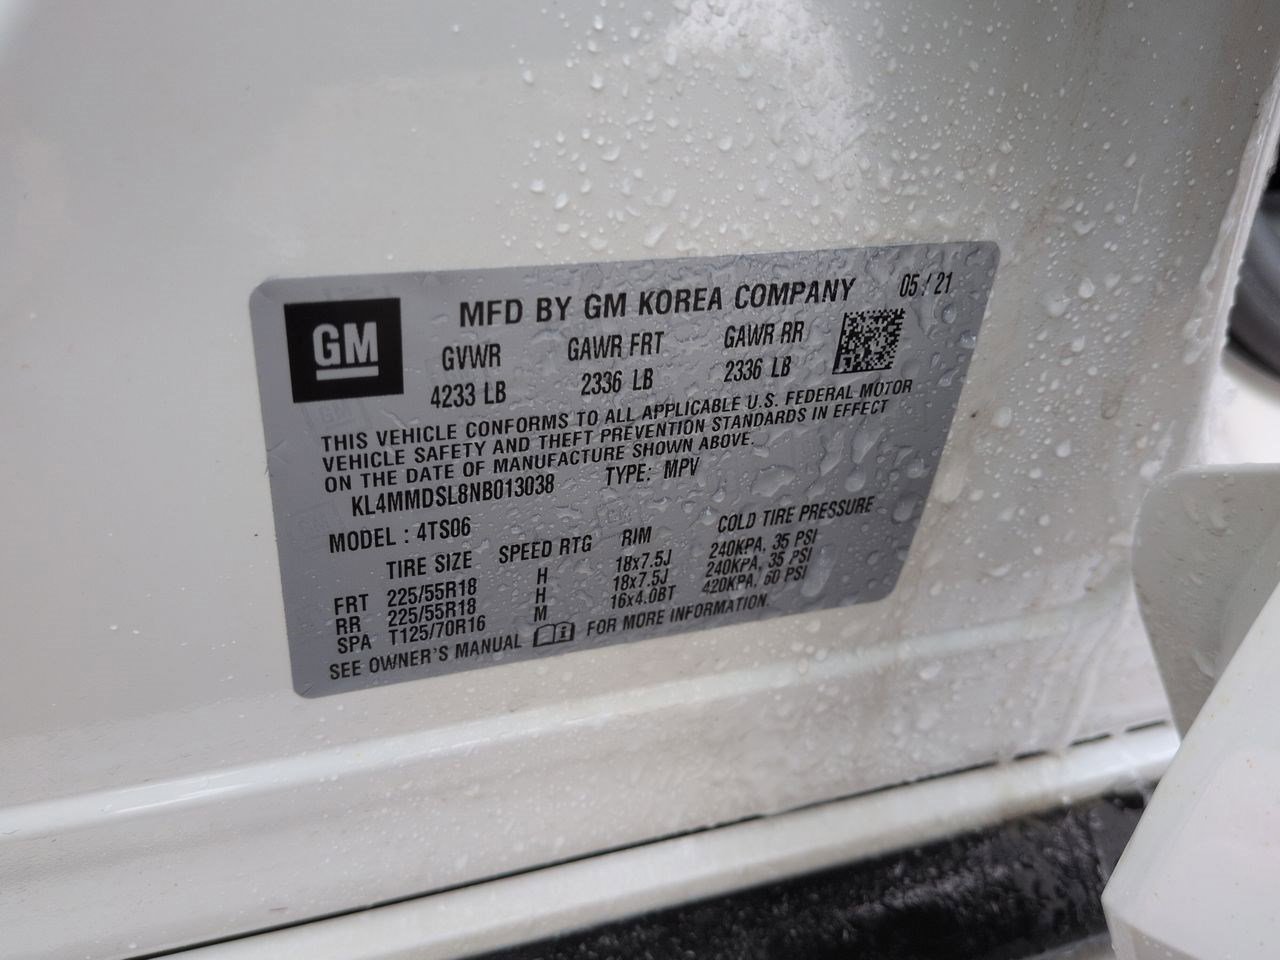 GM
MFD BY GM KOREA COMPANY 05 / 21
GVWR GAWR FRT GAWR RR
4233 LB 2336 LB 2336 LB
THIS VEHICLE CONFORMS TO ALL APPLICABLE U.S. FEDERAL MOTOR
VEHICLE SAFETY AND THEFT PREVENTION STANDARDS IN EFFECT
ON THE DATE OF MANUFACTURE SHOWN ABOVE.
KL4MMDSL8NB013038 TYPE: MPV
MODEL : 4TS06
TIRE SIZE SPEED RTG RIM COLD TIRE PRESSURE
FRT 225/55R18 H 18x7.5J 240KPA, 35 PSI
RR 225/55R18 H 18x7.5J 240KPA, 35 PSI
SPA T125/70R16 M 16x4.0BT 420KPA, 60 PSI
SEE OWNER'S MANUAL FOR MORE INFORMATION.